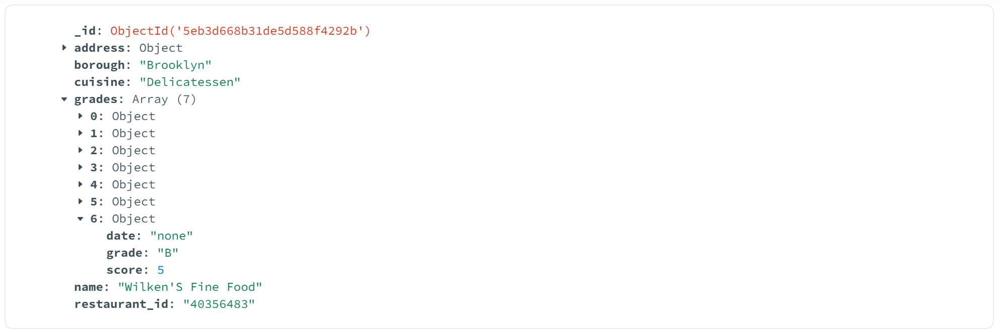 _id: ObjectId('5eb3d668b31de5d588f4292b')
address: Object
borough: "Brooklyn"
cuisine: "Delicatessen"
grades: Array (7)
0: Object
1: Object
2: Object
3: Object
4: Object
5: Object
6: Object
date: "none"
grade: "B"
score: 5
name: "Wilken'S Fine Food"
restaurant_id: "40356483"